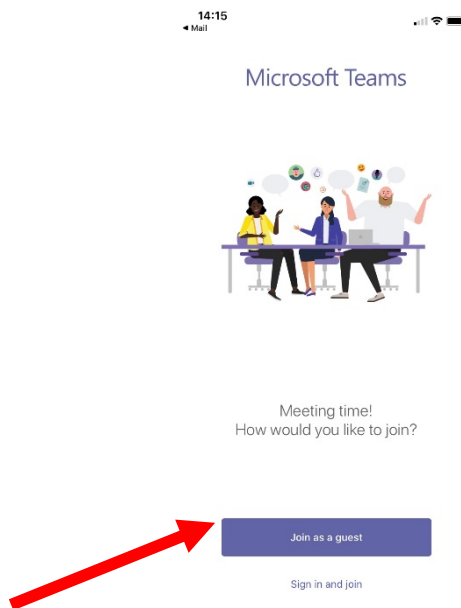 14:15
◄ Mail
Microsoft Teams
Meeting time!
How would you like to join?
Join as a guest
Sign in and join